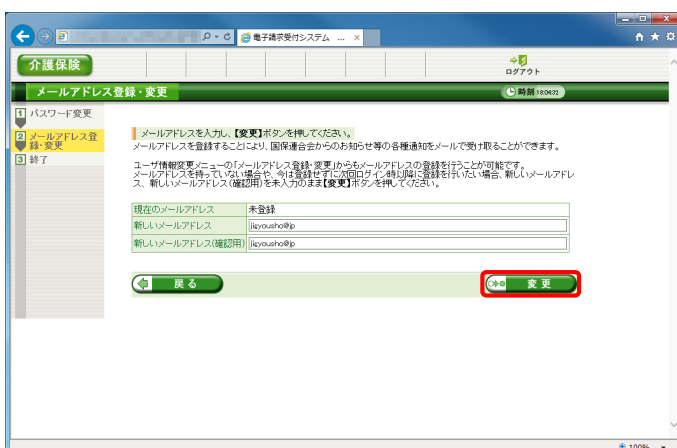 電子請求受付システム ...
介護保険
ログアウト
メールアドレス登録・変更
時刻 18:04:32
1 パスワード変更
2 メールアドレス登
録・変更
3 終了
メールアドレスを入力し、【変更】ボタンを押してください。
メールアドレスを登録することにより、国保連合会からのお知らせ等の各種通知をメールで受け取ることができます。
ユーザ情報変更メニューの「メールアドレス登録・変更」からもメールアドレスの登録を行うことが可能です。
メールアドレスを持っていない場合や、今は登録せずに次回ログイン時以降に登録を行いたい場合、新しいメールアドレ
ス、新しいメールアドレス(確認用)を未入力のまま【変更】ボタンを押してください。
現在のメールアドレス 未登録
新しいメールアドレス jigyousho@jp
新しいメールアドレス(確認用) jigyousho@jp
戻る
変更
100%